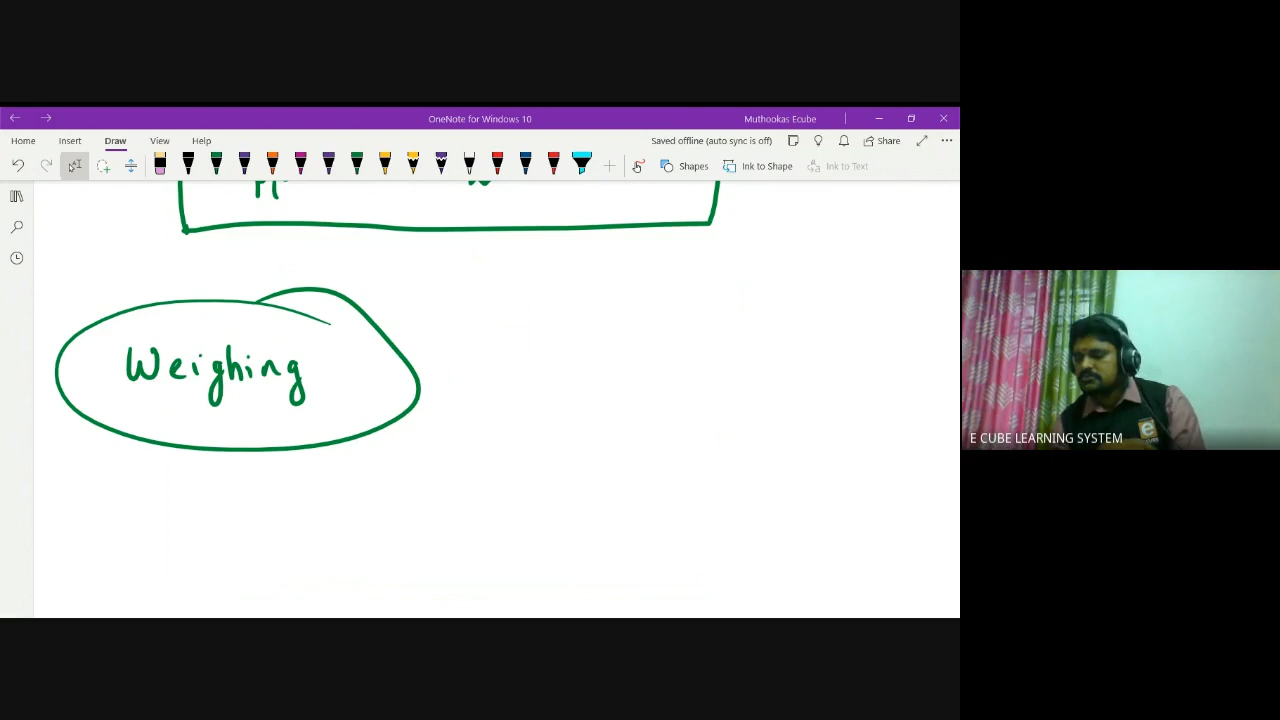 OneNote for Windows 10
Muthookas Ecube
Home Insert Draw View Help
Saved offline (auto sync is off)
Share
Shapes
Ink to Shape
Ink to Text
Weighing
E CUBE LEARNING SYSTEM